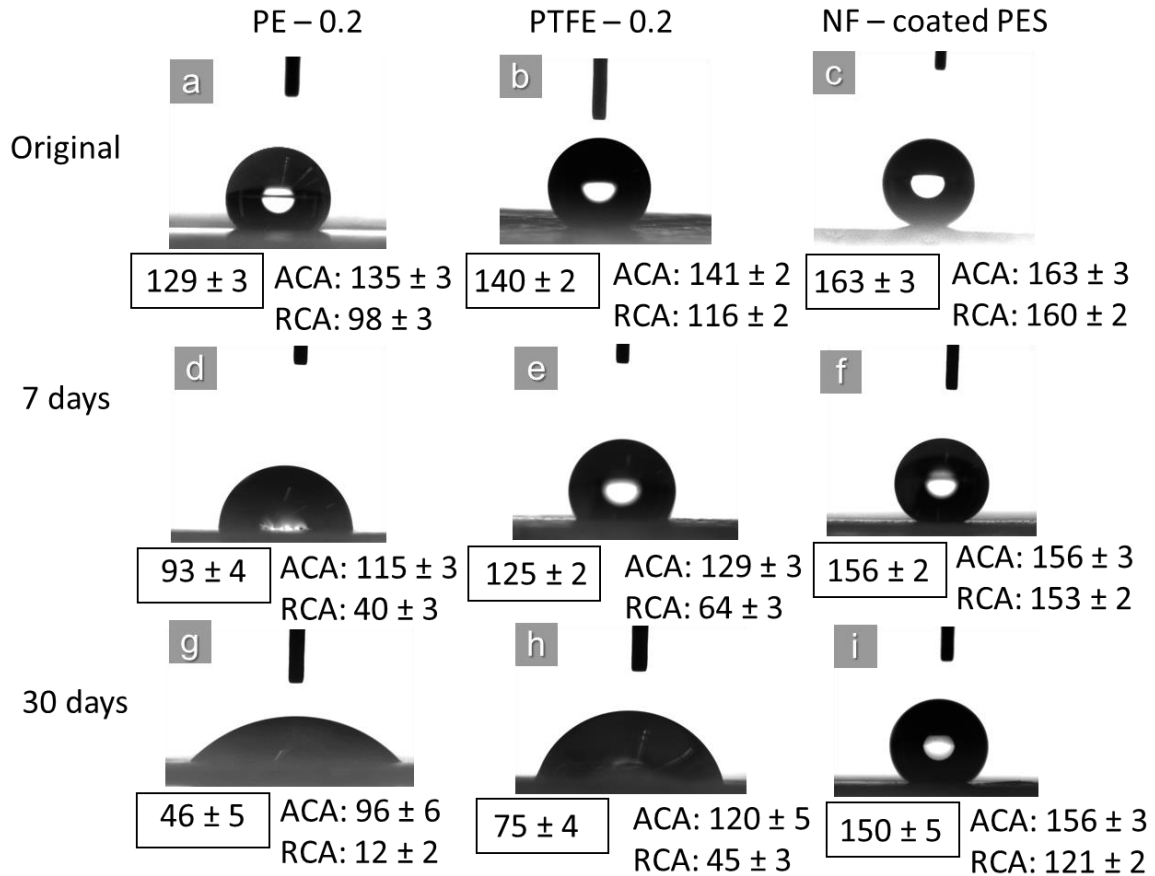 PE – 0.2
PTFE – 0.2
NF – coated PES
Original
a
b
c
129 ± 3
ACA: 135 ± 3
RCA: 98 ± 3
140 ± 2
ACA: 141 ± 2
RCA: 116 ± 2
163 ± 3
ACA: 163 ± 3
RCA: 160 ± 2
7 days
d
e
f
93 ± 4
ACA: 115 ± 3
RCA: 40 ± 3
125 ± 2
ACA: 129 ± 3
RCA: 64 ± 3
156 ± 2
ACA: 156 ± 3
RCA: 153 ± 2
30 days
g
h
i
46 ± 5
ACA: 96 ± 6
RCA: 12 ± 2
75 ± 4
ACA: 120 ± 5
RCA: 45 ± 3
150 ± 5
ACA: 156 ± 3
RCA: 121 ± 2